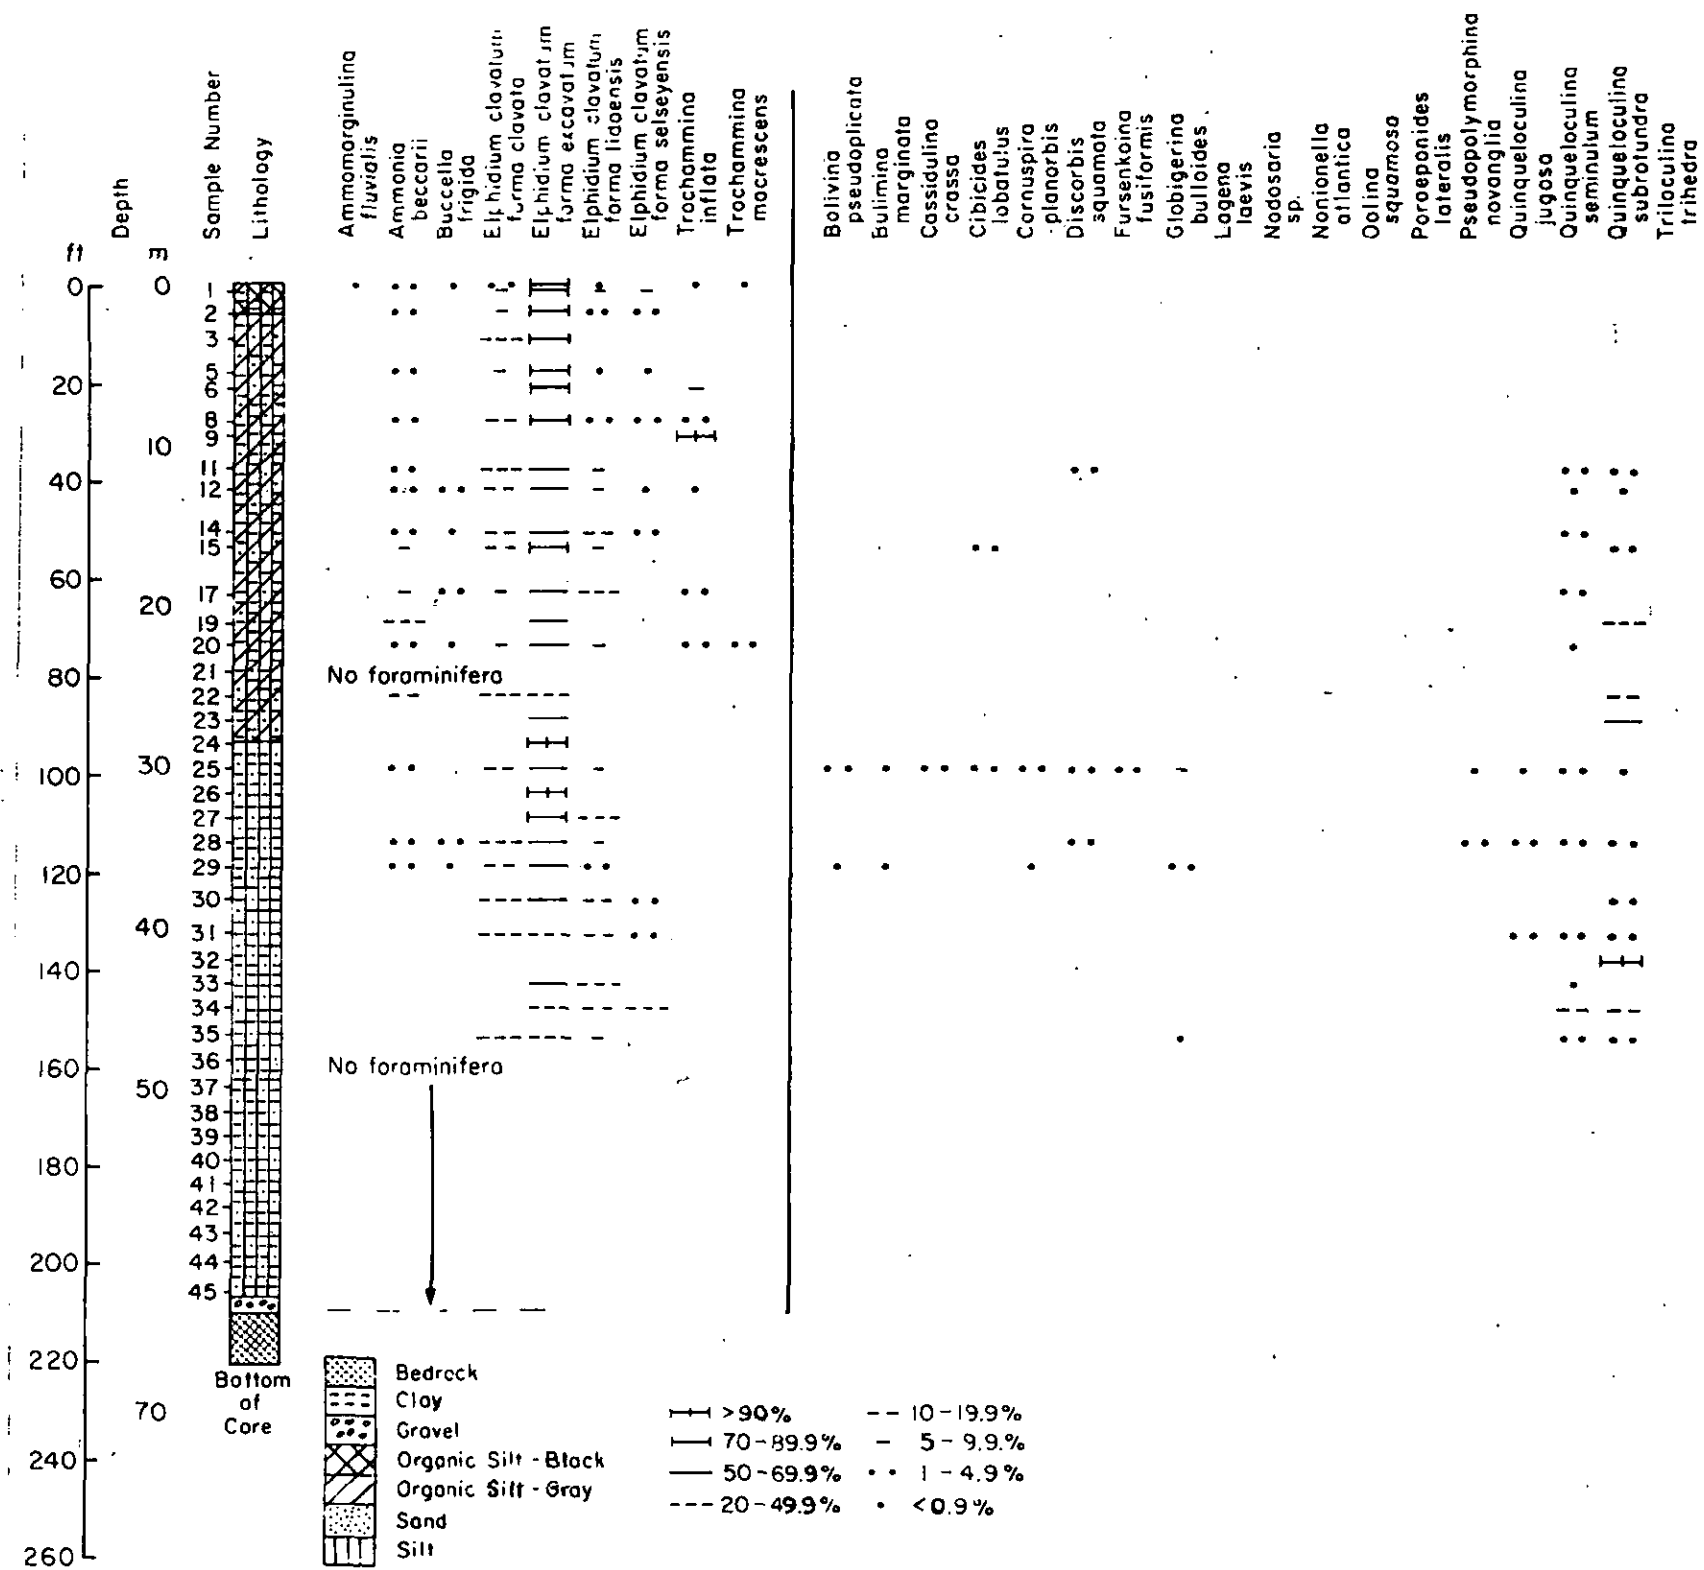 ft
Depth
m
Sample Number
Lithology
Ammomarginulina
fluvialis
Ammonia
beccarii
Buccella
frigida
Elphidium clavatum
forma clavata
Elphidium clavatum
forma excavatum
Elphidium clavatum
forma lidoensis
Elphidium clavatum
forma selseyensis
Trochammina
inflata
Trochammina
macrescens
Bolivina
pseudoplicata
Bulimina
marginata
Cassidulina
crassa
Cibicides
lobatulus
Cornuspira
planorbis
Discorbis
squamata
Fursenkoina
fusiformis
Globigerina
bulloides
Lagena
laevis
Nodosaria
sp.
Nonionella
atlantica
Oolina
squamosa
Poroeponides
lateralis
Pseudopolymorphina
novanglia
Quinqueloculina
jugosa
Quinqueloculina
seminulum
Quinqueloculina
subrotunda
Triloculina
trihedra
0
20
40
60
80
100
120
140
160
180
200
220
240
260
0
10
20
30
40
50
70
1
2
3
5
6
8
9
11
12
14
15
17
19
20
21
22
23
24
25
26
27
28
29
30
31
32
33
34
35
36
37
38
39
40
41
42
43
44
45
No foraminifera
No foraminifera
Bottom
of
Core
Bedrock
Clay
Gravel
Organic Silt - Black
Organic Silt - Gray
Sand
Silt
>90%
70-89.9%
50-69.9%
20-49.9%
10-19.9%
5-9.9%
1-4.9%
<0.9%